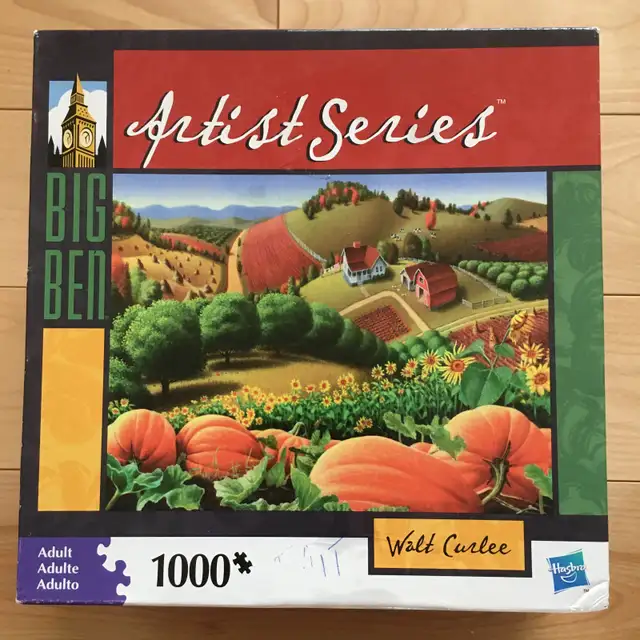 Artist Series™
BIG
BEN
Walt Curlee
Adult
Adulte
Adulto
1000
Hasbro